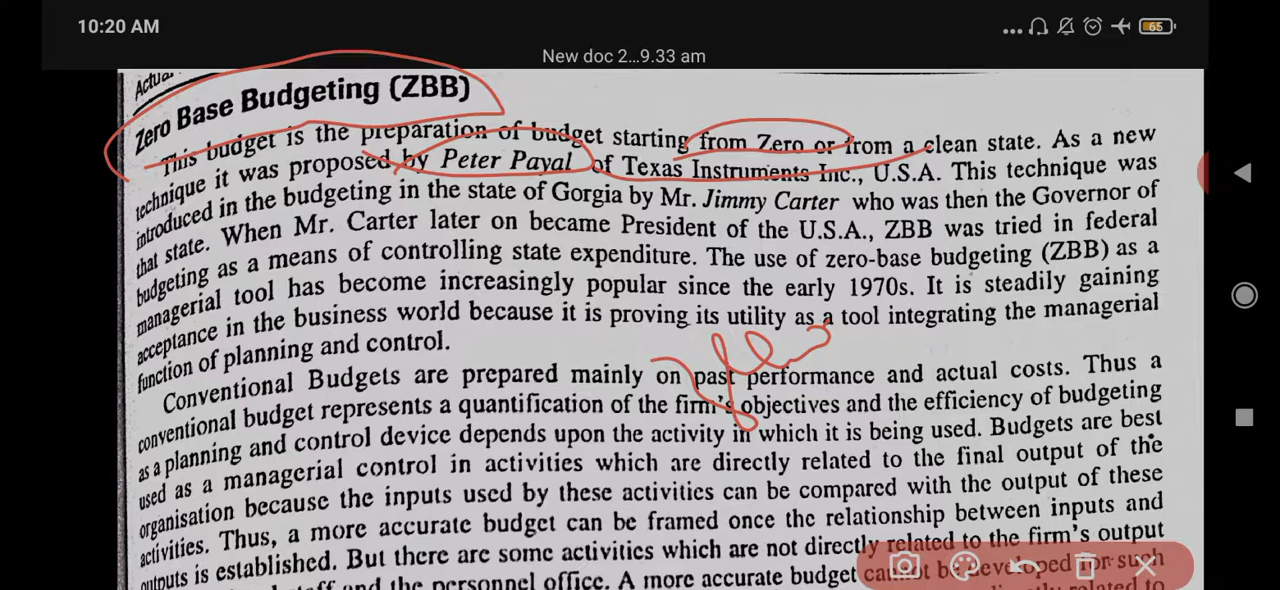 10:20 AM
65
New doc 2...9.33 am
Actual
Zero Base Budgeting (ZBB)
This budget is the preparation of budget starting from Zero or from a clean state. As a new
technique it was proposed by Peter Payal of Texas Instruments Inc., U.S.A. This technique was
introduced in the budgeting in the state of Gorgia by Mr. Jimmy Carter who was then the Governor of
that state. When Mr. Carter later on became President of the U.S.A., ZBB was tried in federal
budgeting as a means of controlling state expenditure. The use of zero-base budgeting (ZBB) as a
managerial tool has become increasingly popular since the early 1970s. It is steadily gaining
acceptance in the business world because it is proving its utility as a tool integrating the managerial
function of planning and control.
Conventional Budgets are prepared mainly on past performance and actual costs. Thus a
conventional budget represents a quantification of the firm's objectives and the efficiency of budgeting
as a planning and control device depends upon the activity in which it is being used. Budgets are best
used as a managerial control in activities which are directly related to the final output of the
organisation because the inputs used by these activities can be compared with the output of these
activities. Thus, a more accurate budget can be framed once the relationship between inputs and
outputs is established. But there are some activities which are not directly related to the firm's output
and the personnel office. A more accurate budget cannot be developed for such
directly related to